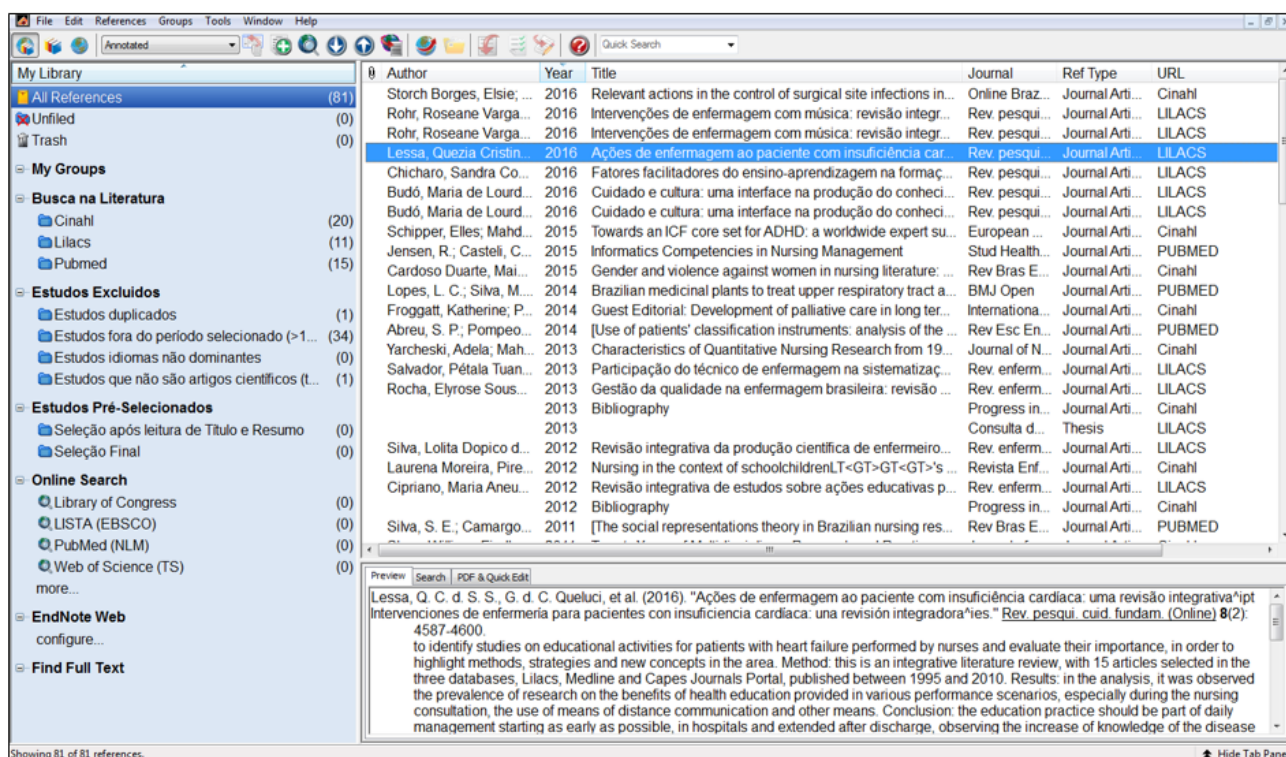 File Edit References Groups Tools Window Help
Annotated
Quick Search
My Library
All References (81)
Unfiled (0)
Trash (0)
My Groups
Busca na Literatura
Cinahl (20)
Lilacs (11)
Pubmed (15)
Estudos Excluidos
Estudos duplicados (1)
Estudos fora do período selecionado (>1... (34)
Estudos idiomas não dominantes (0)
Estudos que não são artigos científicos (t... (1)
Estudos Pré-Selecionados
Seleção após leitura de Título e Resumo (0)
Seleção Final (0)
Online Search
Library of Congress (0)
LISTA (EBSCO) (0)
PubMed (NLM) (0)
Web of Science (TS) (0)
more...
EndNote Web
configure...
Find Full Text
Author Year Title Journal Ref Type URL
Storch Borges, Elsie; ... 2016 Relevant actions in the control of surgical site infections in... Online Braz... Journal Arti... Cinahl
Rohr, Roseane Varga... 2016 Intervenções de enfermagem com música: revisão integr... Rev. pesqui... Journal Arti... LILACS
Rohr, Roseane Varga... 2016 Intervenções de enfermagem com música: revisão integr... Rev. pesqui... Journal Arti... LILACS
Lessa, Quezia Cristin... 2016 Ações de enfermagem ao paciente com insuficiência car... Rev. pesqui... Journal Arti... LILACS
Chicharo, Sandra Co... 2016 Fatores facilitadores do ensino-aprendizagem na formaç... Rev. pesqui... Journal Arti... LILACS
Budó, Maria de Lourd... 2016 Cuidado e cultura: uma interface na produção do conheci... Rev. pesqui... Journal Arti... LILACS
Budó, Maria de Lourd... 2016 Cuidado e cultura: uma interface na produção do conheci... Rev. pesqui... Journal Arti... LILACS
Schipper, Elles; Mahd... 2015 Towards an ICF core set for ADHD: a worldwide expert su... European ... Journal Arti... Cinahl
Jensen, R.; Casteli, C... 2015 Informatics Competencies in Nursing Management Stud Health... Journal Arti... PUBMED
Cardoso Duarte, Mai... 2015 Gender and violence against women in nursing literature: ... Rev Bras E... Journal Arti... Cinahl
Lopes, L. C.; Silva, M.... 2014 Brazilian medicinal plants to treat upper respiratory tract a... BMJ Open Journal Arti... PUBMED
Froggatt, Katherine; P... 2014 Guest Editorial: Development of palliative care in long ter... Internationa... Journal Arti... Cinahl
Abreu, S. P.; Pompeo... 2014 [Use of patients' classification instruments: analysis of the ... Rev Esc En... Journal Arti... PUBMED
Yarcheski, Adela; Mah... 2013 Characteristics of Quantitative Nursing Research from 19... Journal of N... Journal Arti... Cinahl
Salvador, Pétala Tuan... 2013 Participação do técnico de enfermagem na sistematizaç... Rev. enferm... Journal Arti... LILACS
Rocha, Elyrose Sous... 2013 Gestão da qualidade na enfermagem brasileira: revisão ... Rev. enferm... Journal Arti... LILACS
2013 Bibliography Progress in... Journal Arti... Cinahl
2013 Consulta d... Thesis LILACS
Silva, Lolita Dopico d... 2012 Revisão integrativa da produção científica de enfermeiro... Rev. enferm... Journal Arti... LILACS
Laurena Moreira, Pire... 2012 Nursing in the context of schoolchildrenLT<GT>GT<GT>'s ... Revista Enf... Journal Arti... Cinahl
Cipriano, Maria Aneu... 2012 Revisão integrativa de estudos sobre ações educativas p... Rev. enferm... Journal Arti... LILACS
2012 Bibliography Progress in... Journal Arti... Cinahl
Silva, S. E.; Camargo... 2011 [The social representations theory in Brazilian nursing res... Rev Bras E... Journal Arti... PUBMED
Preview Search PDF & Quick Edit
Lessa, Q. C. d. S. S., G. d. C. Queluci, et al. (2016). "Ações de enfermagem ao paciente com insuficiência cardíaca: uma revisão integrativa^ipt
Intervenciones de enfermería para pacientes con insuficiencia cardíaca: una revisión integradora^ies." Rev. pesqui. cuid. fundam. (Online) 8(2):
4587-4600.
to identify studies on educational activities for patients with heart failure performed by nurses and evaluate their importance, in order to
highlight methods, strategies and new concepts in the area. Method: this is an integrative literature review, with 15 articles selected in the
three databases, Lilacs, Medline and Capes Journals Portal, published between 1995 and 2010. Results: in the analysis, it was observed
the prevalence of research on the benefits of health education provided in various performance scenarios, especially during the nursing
consultation, the use of means of distance communication and other means. Conclusion: the education practice should be part of daily
management starting as early as possible, in hospitals and extended after discharge, observing the increase of knowledge of the disease
Showing 81 of 81 references.
Hide Tab Pane